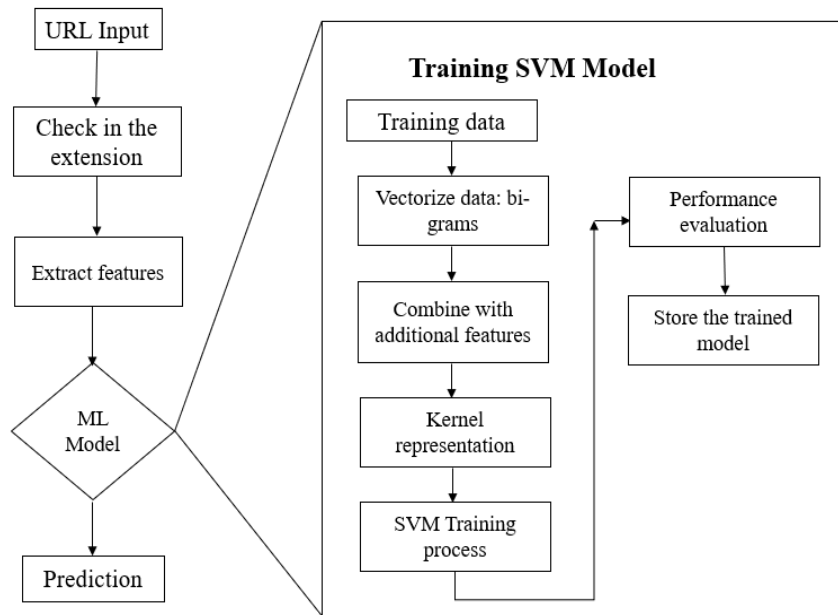 URL Input
Check in the
extension
Extract features
ML
Model
Prediction
Training SVM Model
Training data
Vectorize data: bi-
grams
Combine with
additional features
Kernel
representation
SVM Training
process
Performance
evaluation
Store the trained
model